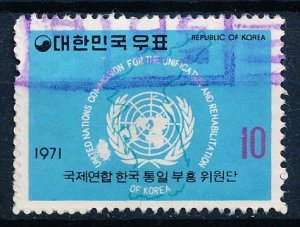 대한민국우표
REPUBLIC OF KOREA
UNITED NATIONS COMMISSION FOR THE UNIFICATION AND REHABILITATION
OF KOREA
1971
10
국제연합 한국 통일 부흥 위원단